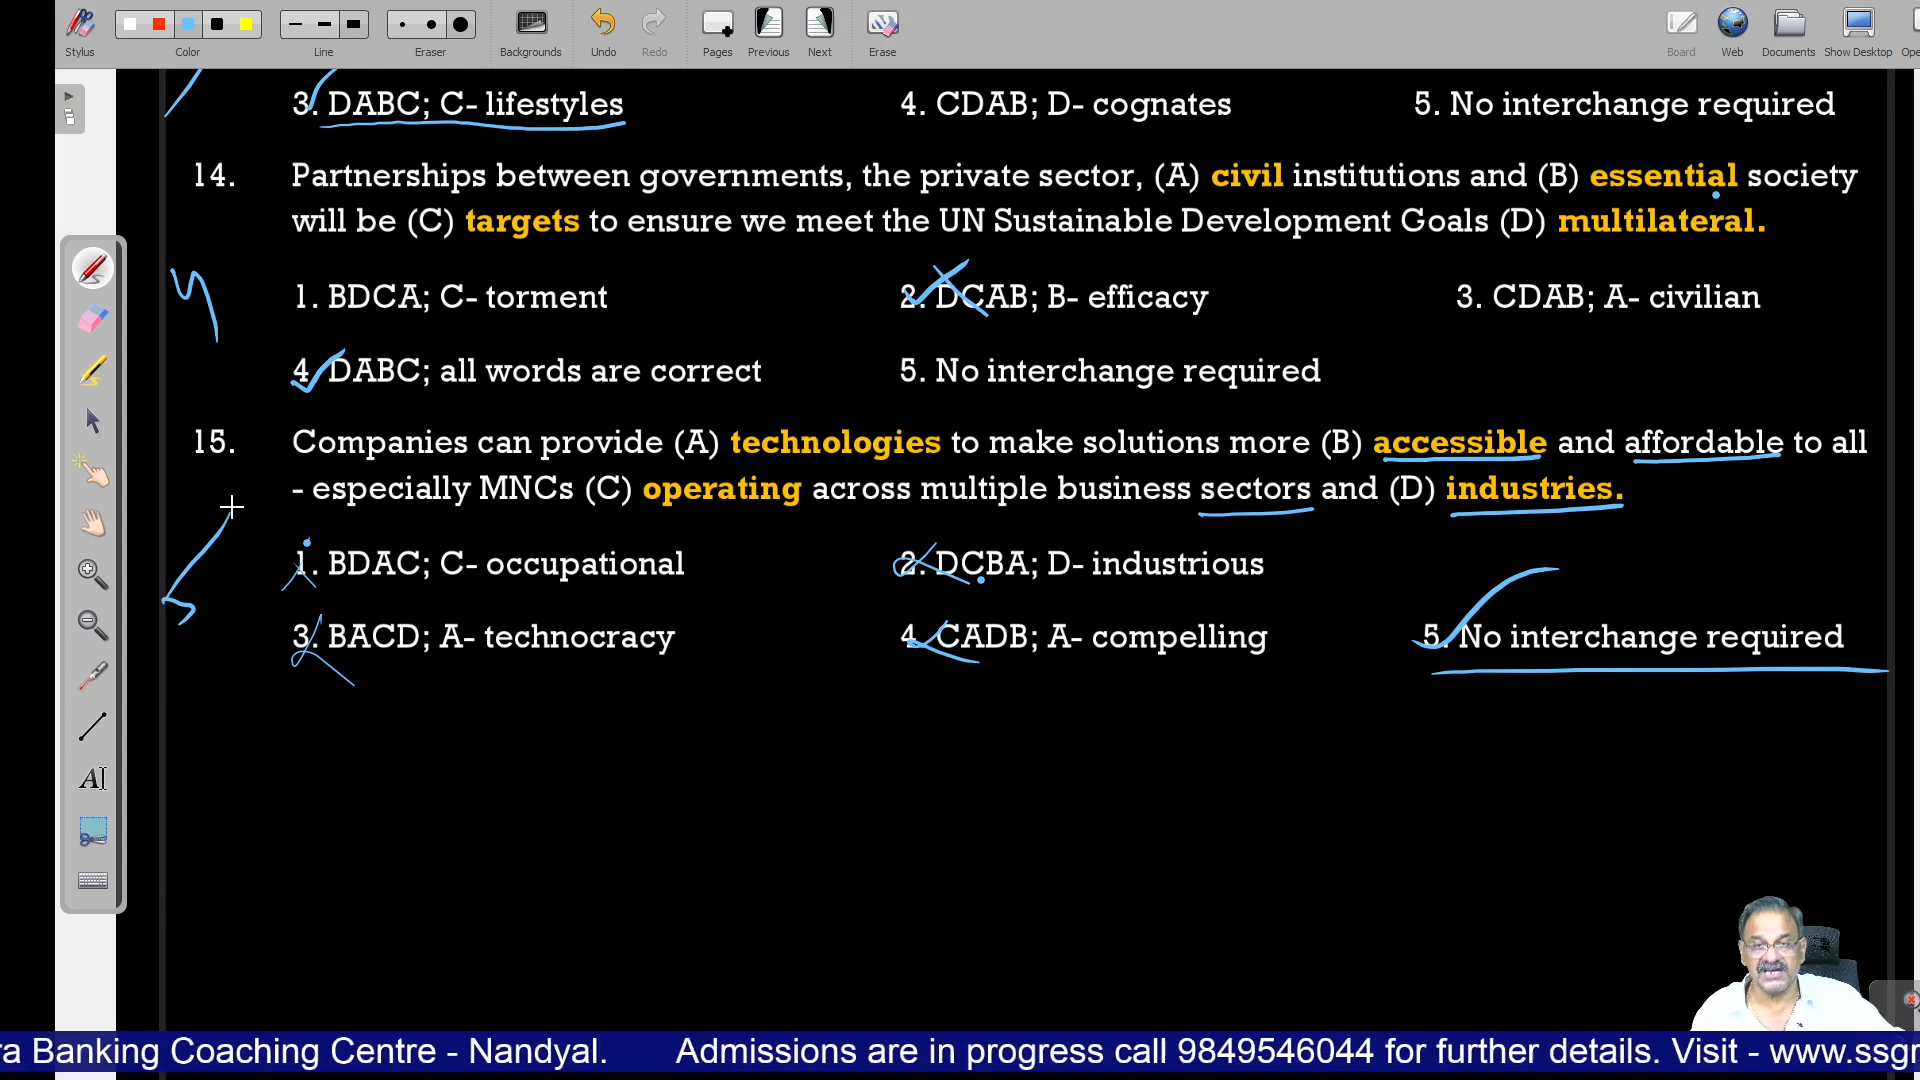 Stylus Color Line Eraser Backgrounds Undo Redo Pages Previous Next Erase Board Web Documents Show Desktop
3. DABC; C- lifestyles 4. CDAB; D- cognates 5. No interchange required
14. Partnerships between governments, the private sector, (A) civil institutions and (B) essential society
will be (C) targets to ensure we meet the UN Sustainable Development Goals (D) multilateral.
1. BDCA; C- torment 2. DCAB; B- efficacy 3. CDAB; A- civilian
4. DABC; all words are correct 5. No interchange required
15. Companies can provide (A) technologies to make solutions more (B) accessible and affordable to all
- especially MNCs (C) operating across multiple business sectors and (D) industries.
1. BDAC; C- occupational 2. DCBA; D- industrious
3. BACD; A- technocracy 4. CADB; A- compelling 5. No interchange required
Banking Coaching Centre - Nandyal. Admissions are in progress call 9849546044 for further details. Visit -